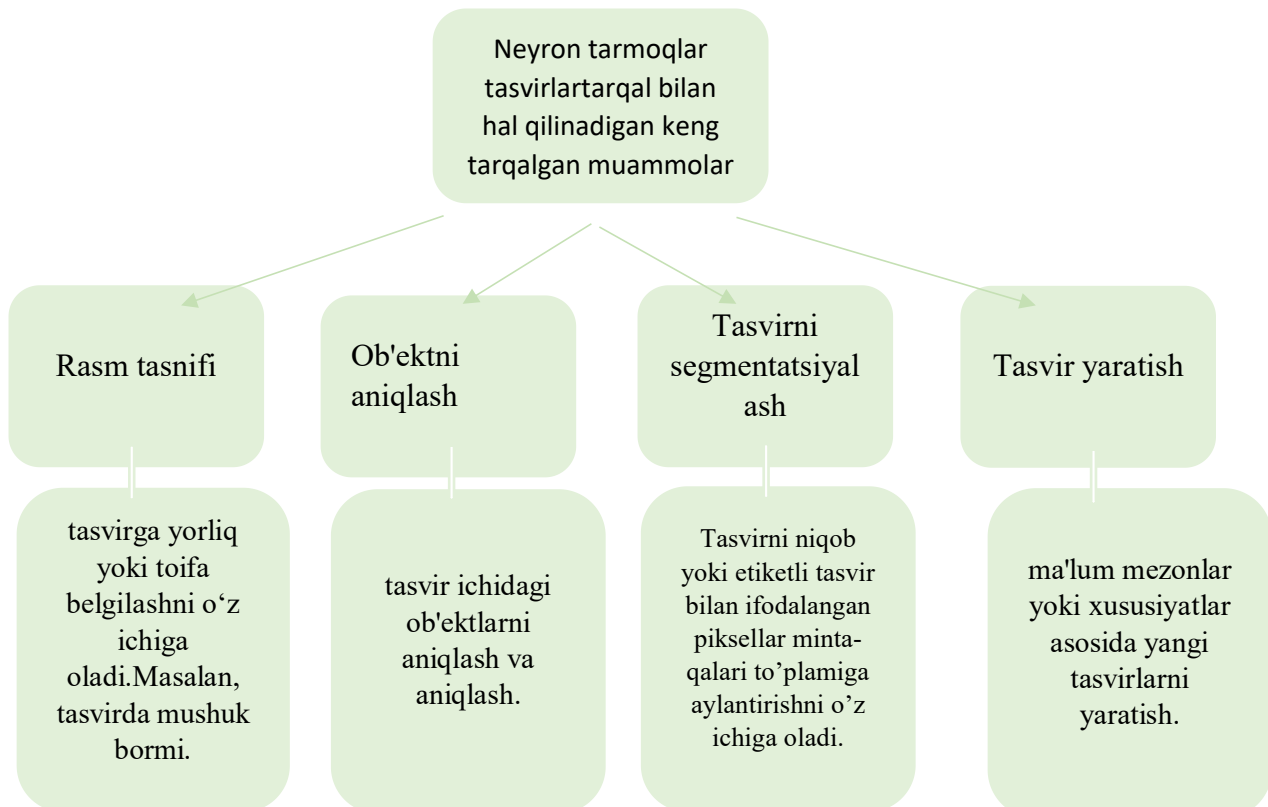 Neyron tarmoqlar
tasvirlartarqal bilan
hal qilinadigan keng
tarqalgan muammolar
Rasm tasnifi
Ob'ektni
aniqlash
Tasvirni
segmentatsiyal
ash
Tasvir yaratish
tasvirga yorliq
yoki toifa
belgilashni o‘z
ichiga
oladi.Masalan,
tasvirda mushuk
bormi.
tasvir ichidagi
ob'ektlarni
aniqlash va
aniqlash.
Tasvirni niqob
yoki etiketli tasvir
bilan ifodalangan
piksellar minta-
qalari to’plamiga
aylantirishni o’z
ichiga oladi.
ma'lum mezonlar
yoki xususiyatlar
asosida yangi
tasvirlarni
yaratish.